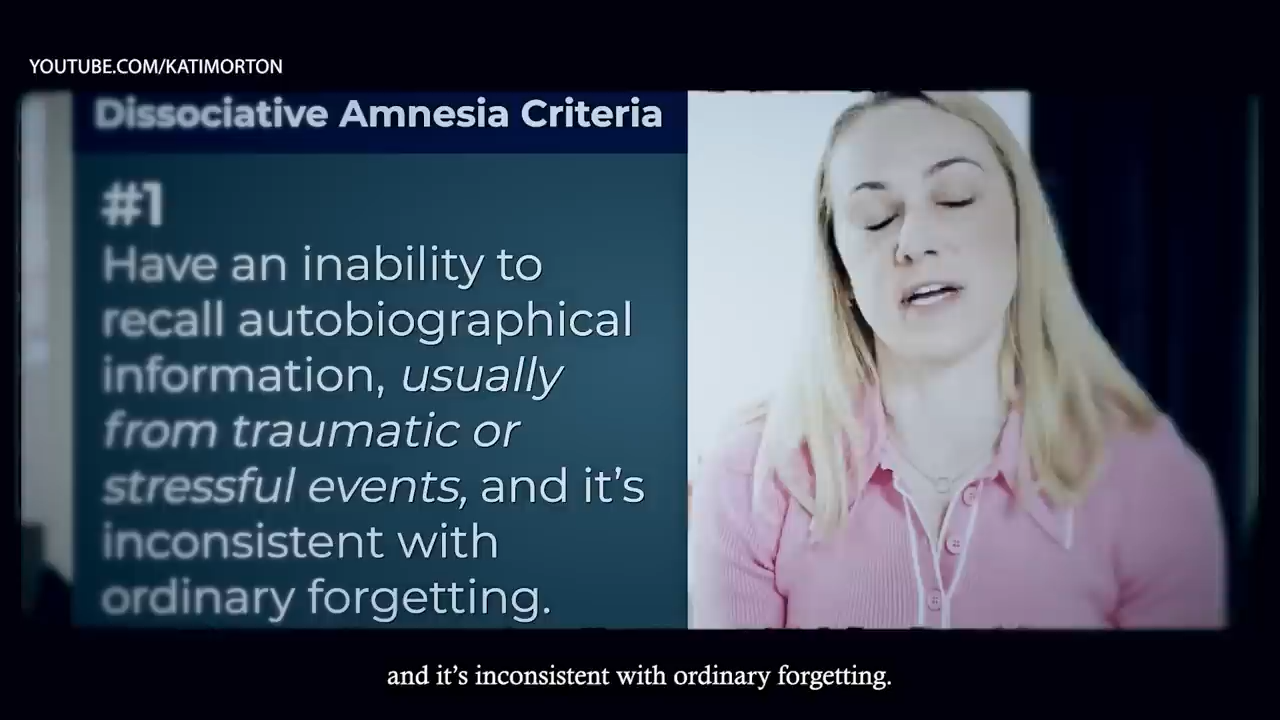 YOUTUBE.COM/KATIMORTON
Dissociative Amnesia Criteria
#1
Have an inability to
recall autobiographical
information, usually
from traumatic or
stressful events, and it's
inconsistent with
ordinary forgetting.
and it's inconsistent with ordinary forgetting.